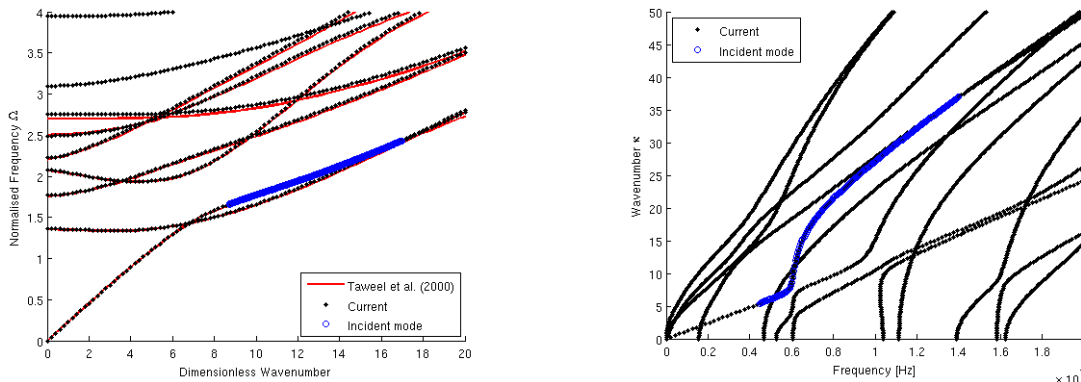 4
3.5
3
2.5
2
1.5
1
0.5
0
Normalised Frequency Ω
0 2 4 6 8 10 12 14 16 18 20
Dimensionless Wavenumber
Taweel et al. (2000)
Current
Incident mode
50
45
40
35
30
25
20
15
10
5
0
Wavenumber κ
0 0.2 0.4 0.6 0.8 1 1.2 1.4 1.6 1.8
Frequency [Hz]
× 10
Current
Incident mode